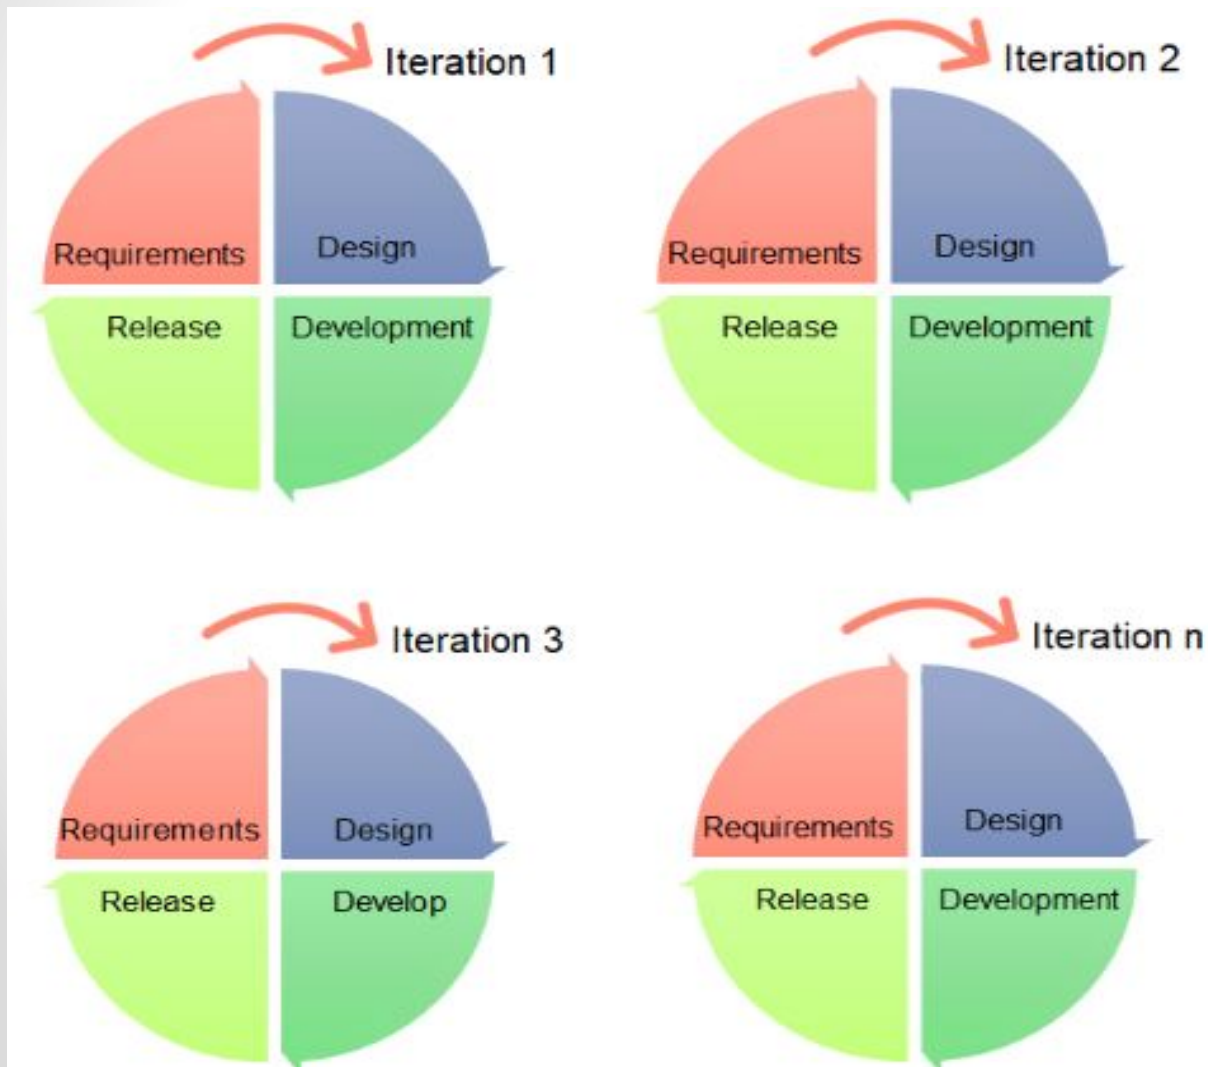 Iteration 1
Requirements
Design
Release
Development
Iteration 2
Requirements
Design
Release
Development
Iteration 3
Requirements
Design
Release
Develop
Iteration n
Requirements
Design
Release
Development